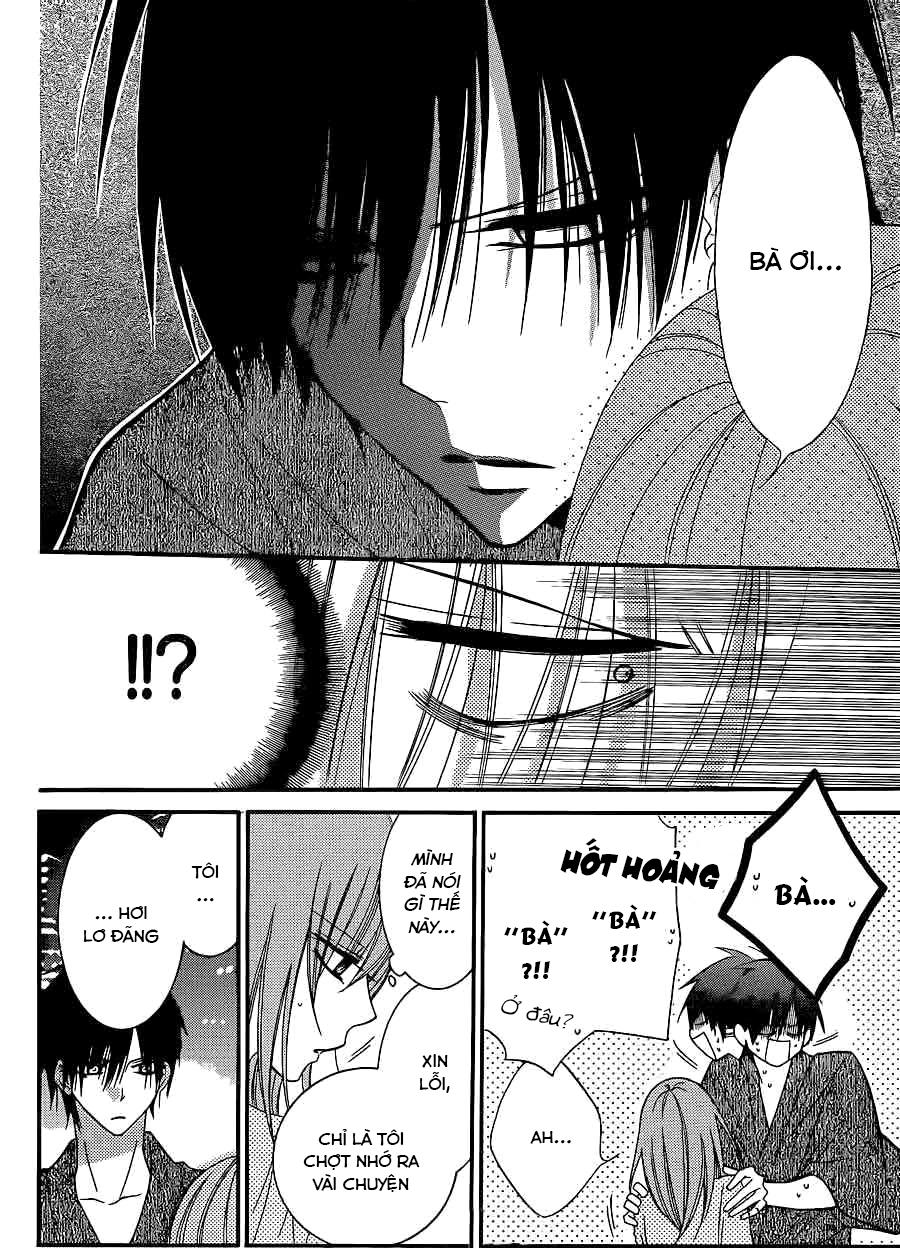 BÀ ƠI...
!!?
BÀ...
HỐT HOẢNG
"BÀ"
?!!
"BÀ"
?!!
Ở đâu?
AH...
MÌNH
ĐÃ NÓI
GÌ THẾ
NÀY...
XIN
LỖI,
CHỈ LÀ TÔI
CHỢT NHỚ RA
VÀI CHUYỆN
TÔI
...
... HƠI
LƠ ĐÃNG